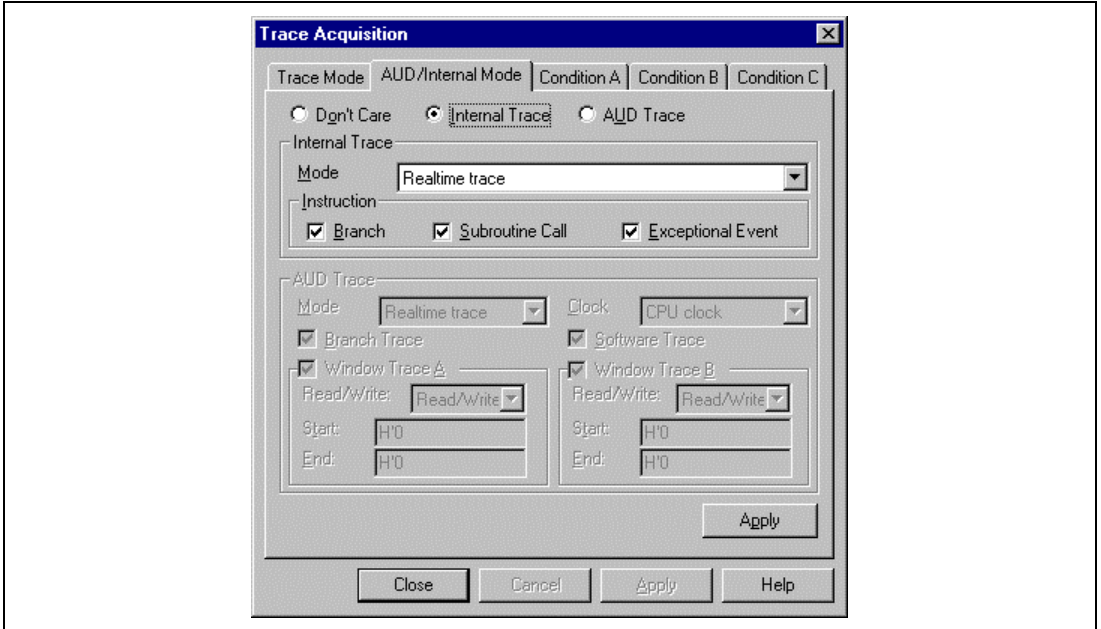 Trace Acquisition
Trace Mode AUD/Internal Mode Condition A Condition B Condition C
Don't Care Internal Trace AUD Trace
Internal Trace
Mode Realtime trace
Instruction
Branch Subroutine Call Exceptional Event
AUD Trace
Mode Realtime trace Clock CPU clock
Branch Trace Software Trace
Window Trace A Window Trace B
Read/Write: Read/Write Read/Write: Read/Write
Start: H'0 Start: H'0
End: H'0 End: H'0
Apply
Close Cancel Apply Help